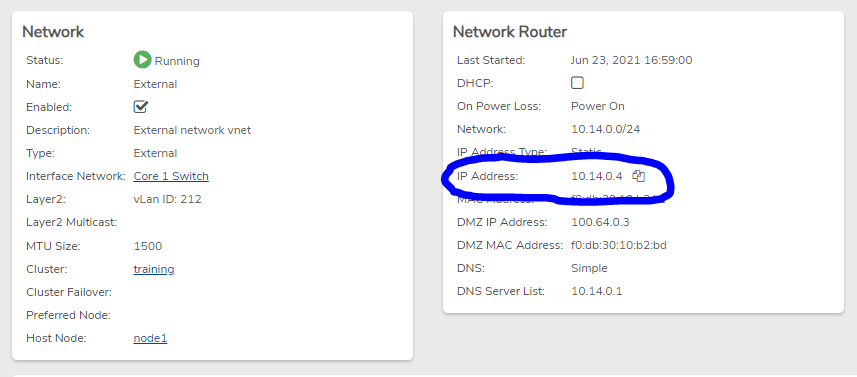 Network
Status: Running
Name: External
Enabled:
Description: External network vnet
Type: External
Interface Network: Core 1 Switch
Layer2: vLan ID: 212
Layer2 Multicast:
MTU Size: 1500
Cluster: training
Cluster Failover:
Preferred Node:
Host Node: node1
Network Router
Last Started: Jun 23, 2021 16:59:00
DHCP:
On Power Loss: Power On
Network: 10.14.0.0/24
IP Address Type: Static
IP Address: 10.14.0.4
MAC Address:
DMZ IP Address: 100.64.0.3
DMZ MAC Address: f0:db:30:10:b2:bd
DNS: Simple
DNS Server List: 10.14.0.1